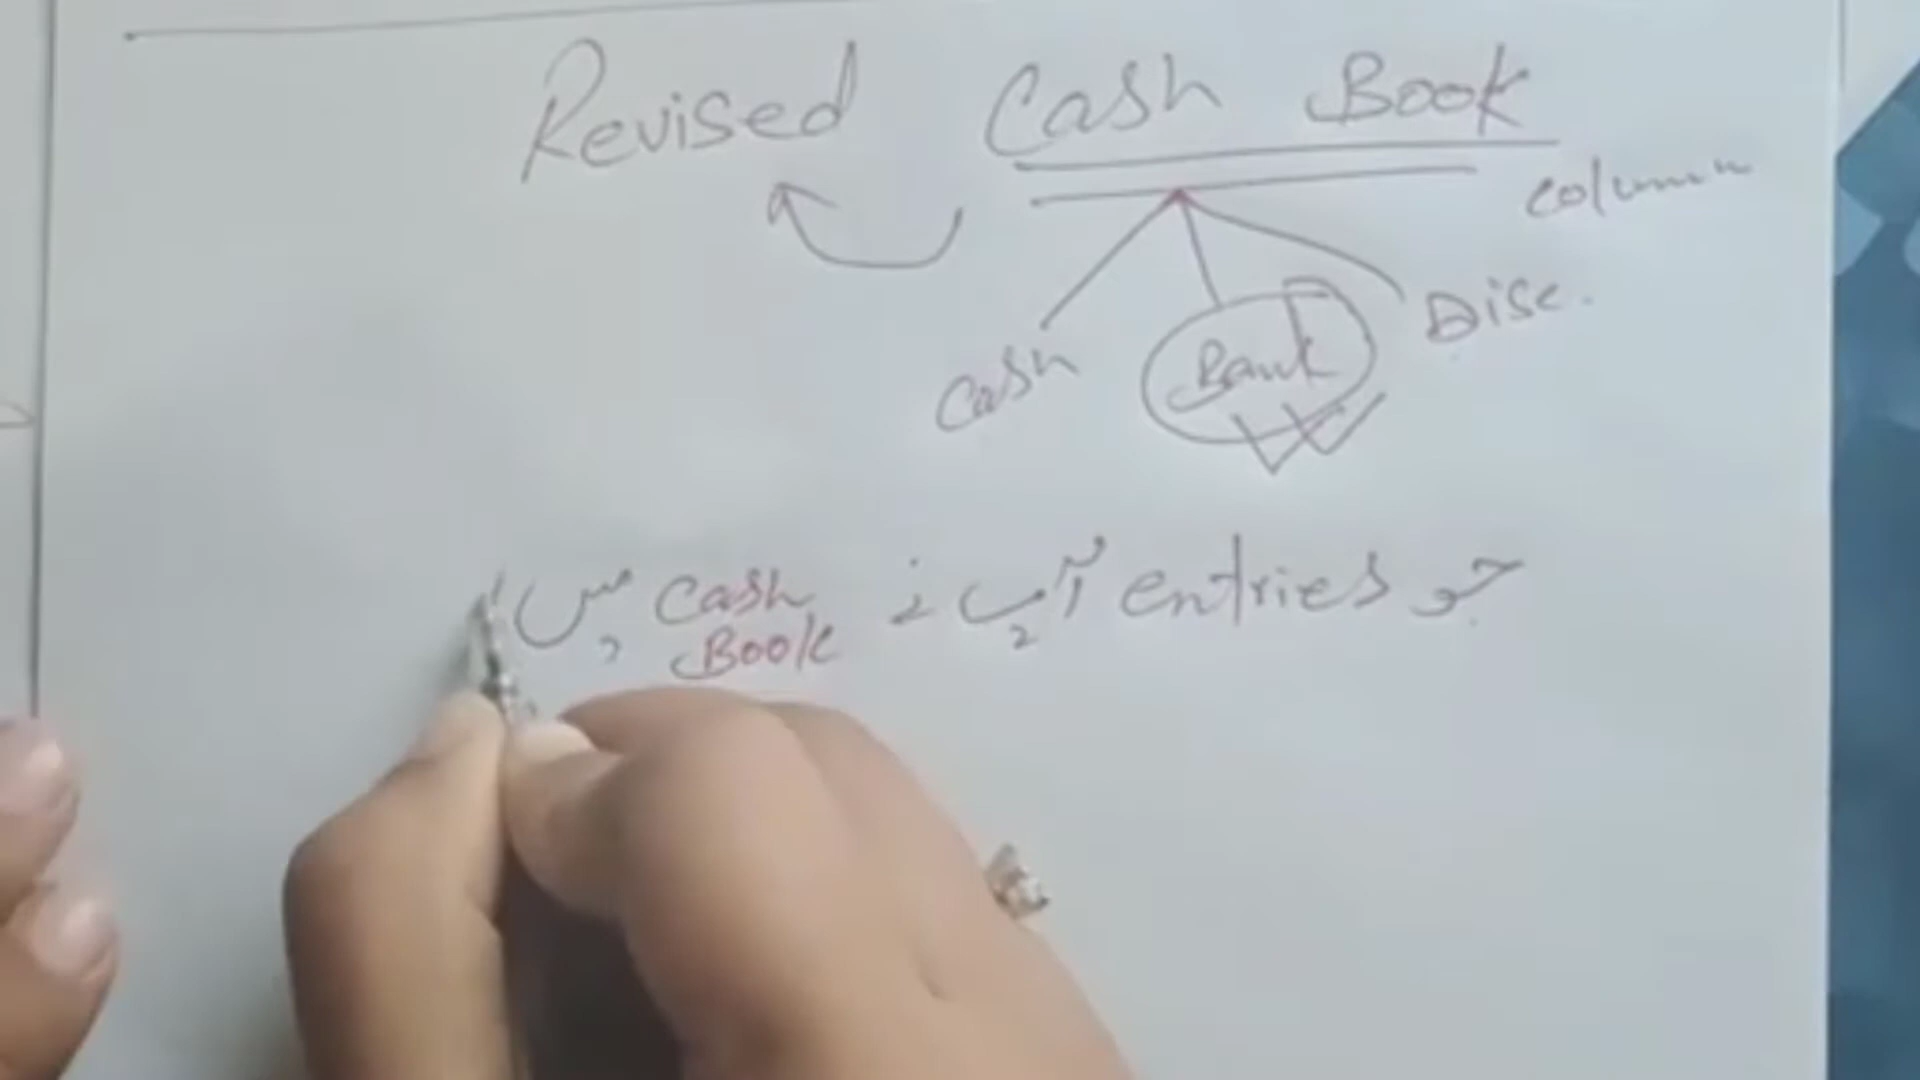 Revised Cash Book
column
Cash Bank Disc.
جو entries آپ نے Cash Book میں